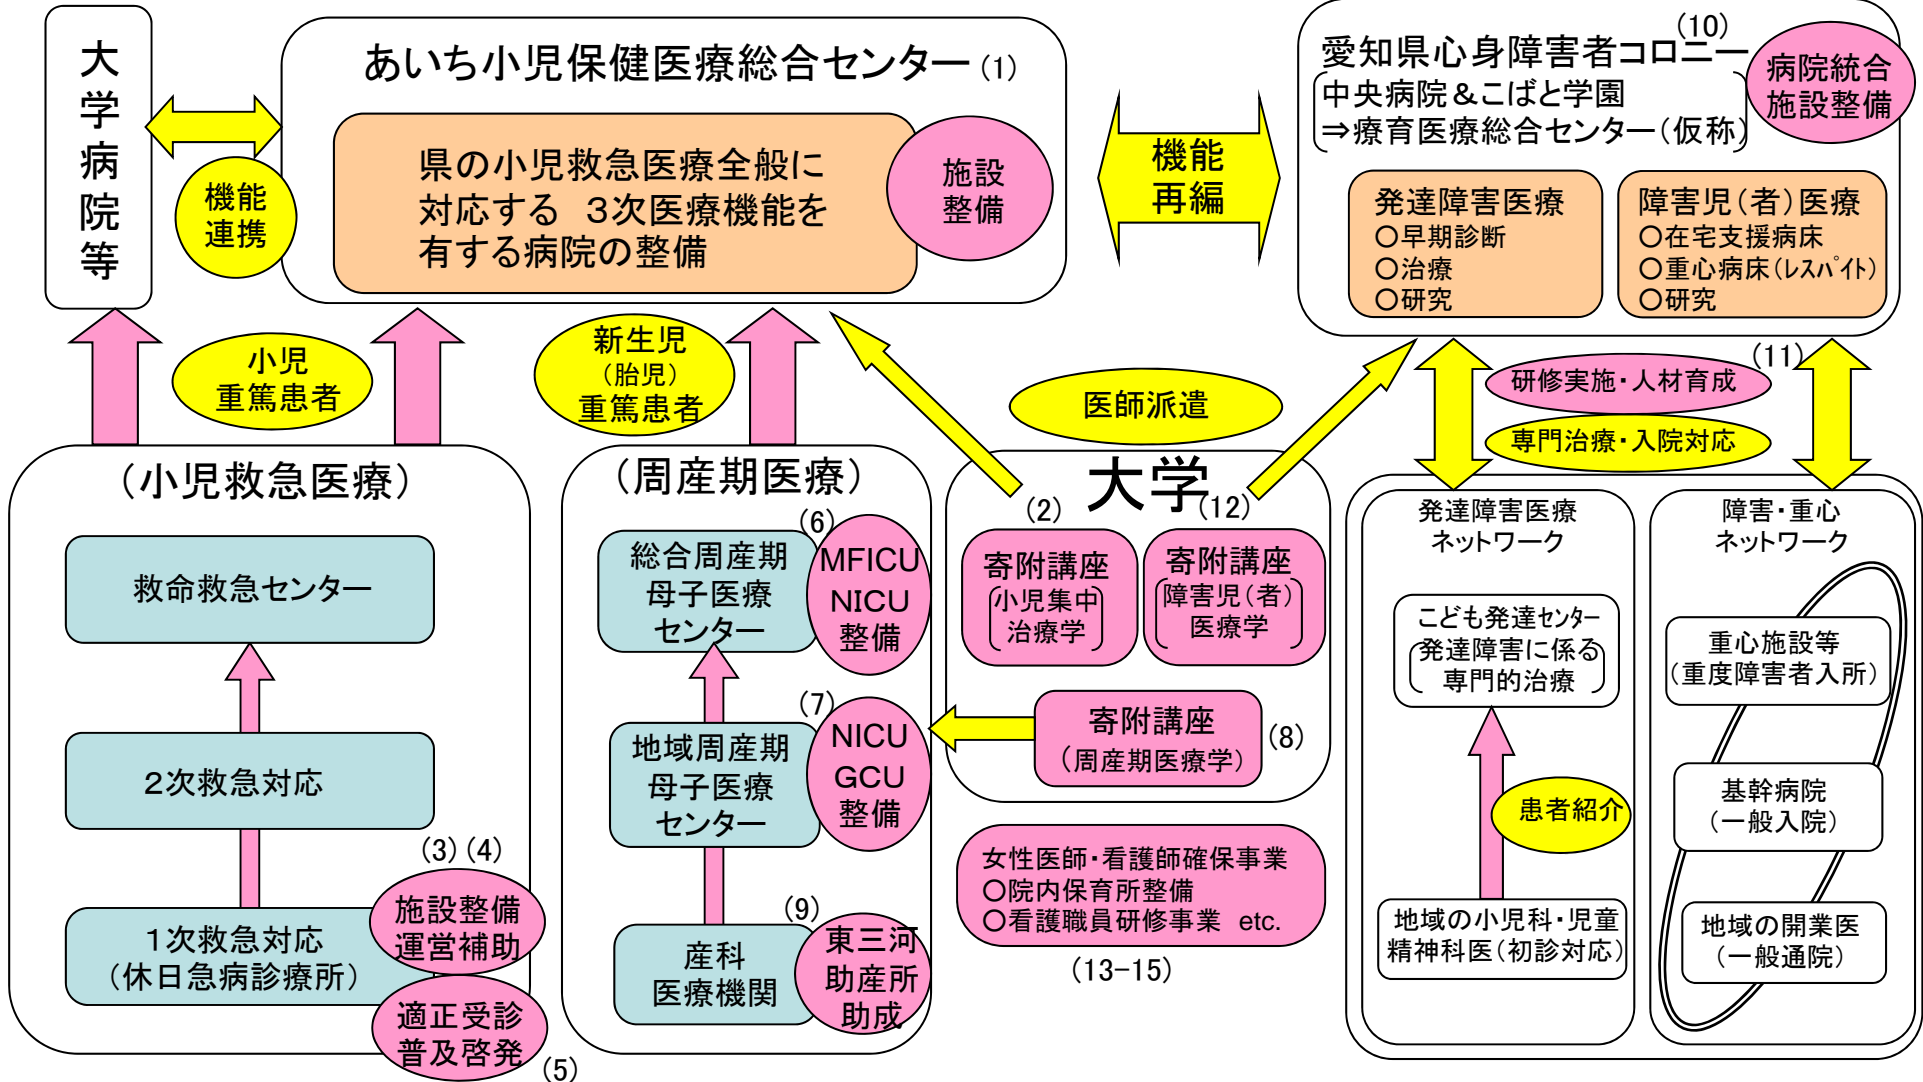 大学病院等
あいち小児保健医療総合センター(1)
県の小児救急医療全般に
対応する　3次医療機能を
有する病院の整備
施設
整備
機能
連携
機能
再編
(10)
愛知県心身障害者コロニー
中央病院&こばと学園
⇒療育医療総合センター(仮称)
病院統合
施設整備
発達障害医療
○早期診断
○治療
○研究
障害児(者)医療
○在宅支援病床
○重心病床(レスパイト)
○研究
小児
重篤患者
新生児
(胎児)
重篤患者
医師派遣
(11)
研修実施・人材育成
専門治療・入院対応
(小児救急医療)
救命救急センター
2次救急対応
(3)(4)
1次救急対応
(休日急病診療所)
施設整備
運営補助
適正受診
普及啓発
(5)
(周産期医療)
(6)
総合周産期
母子医療
センター
MFICU
NICU
整備
(7)
地域周産期
母子医療
センター
NICU
GCU
整備
(9)
産科
医療機関
東三河
助産所
助成
大学
(2)
寄附講座
小児集中
治療学
(12)
寄附講座
障害児(者)
医療学
寄附講座
(周産期医療学)
(8)
女性医師・看護師確保事業
○院内保育所整備
○看護職員研修事業 etc.
(13-15)
発達障害医療
ネットワーク
こども発達センター
発達障害に係る
専門的治療
患者紹介
地域の小児科・児童
精神科医(初診対応)
障害・重心
ネットワーク
重心施設等
(重度障害者入所)
基幹病院
(一般入院)
地域の開業医
(一般通院)